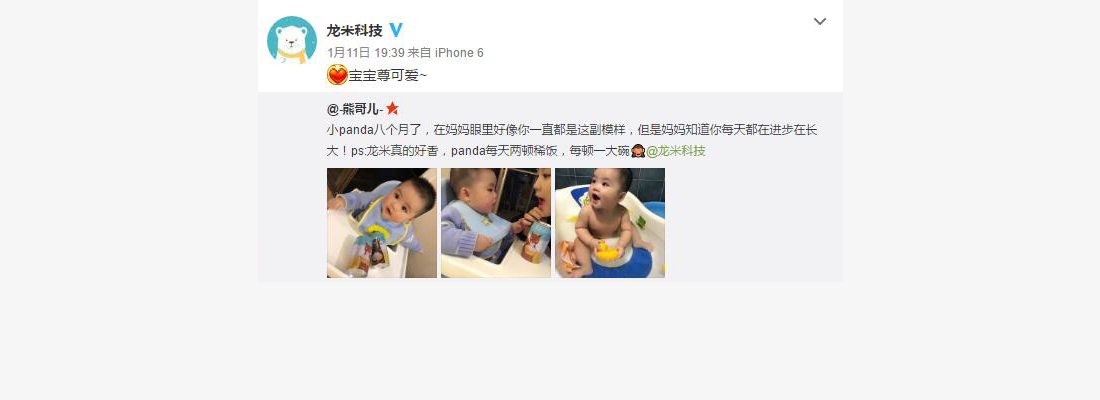 龙米科技
1月11日 19:39 来自 iPhone 6
宝宝尊可爱~
@-熊哥儿-
小panda八个月了，在妈妈眼里好像你一直都是这副模样，但是妈妈知道你每天都在进步在长
大！ps:龙米真的好香，panda每天两顿稀饭，每顿一大碗@龙米科技